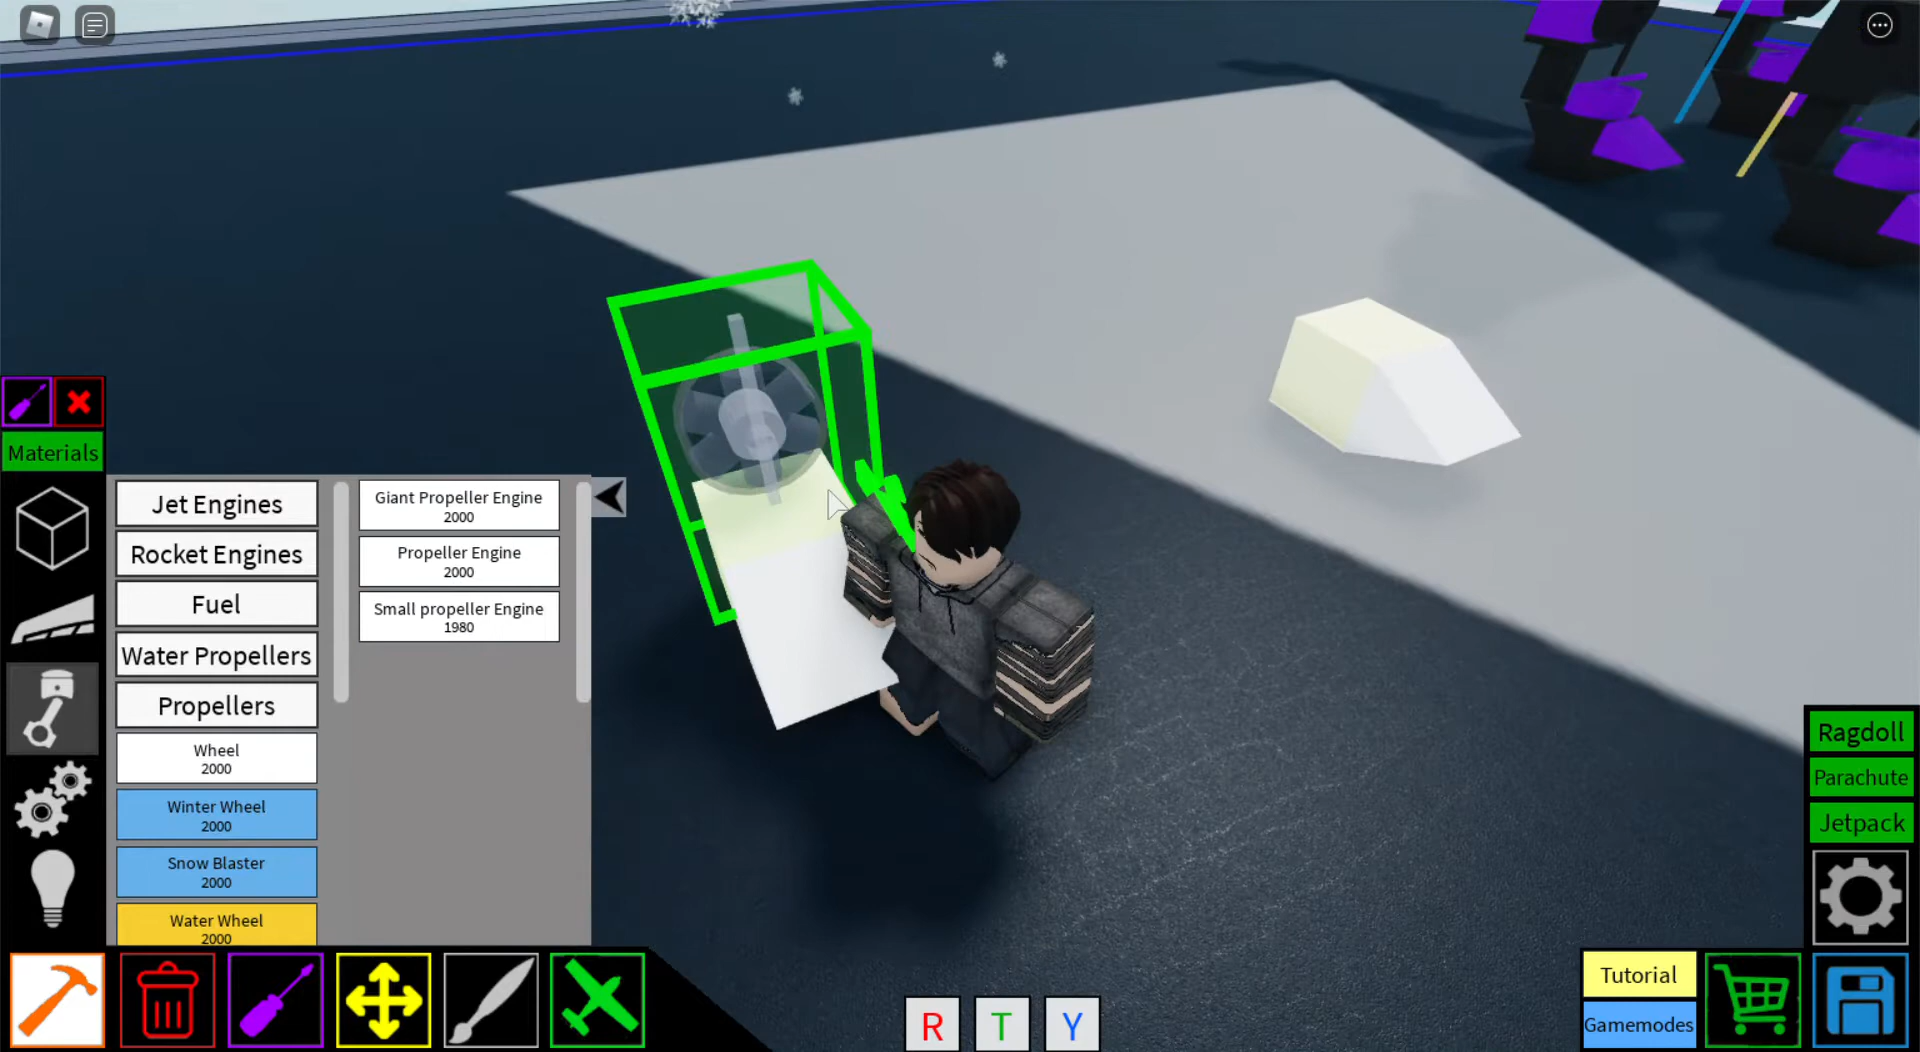 Materials
Jet Engines
Rocket Engines
Fuel
Water Propellers
Propellers
Wheel
2000
Winter Wheel
2000
Snow Blaster
2000
Water Wheel
2000
Giant Propeller Engine
2000
Propeller Engine
2000
Small propeller Engine
1980
Ragdoll
Parachute
Jetpack
Tutorial
Gamemodes
R
T
Y